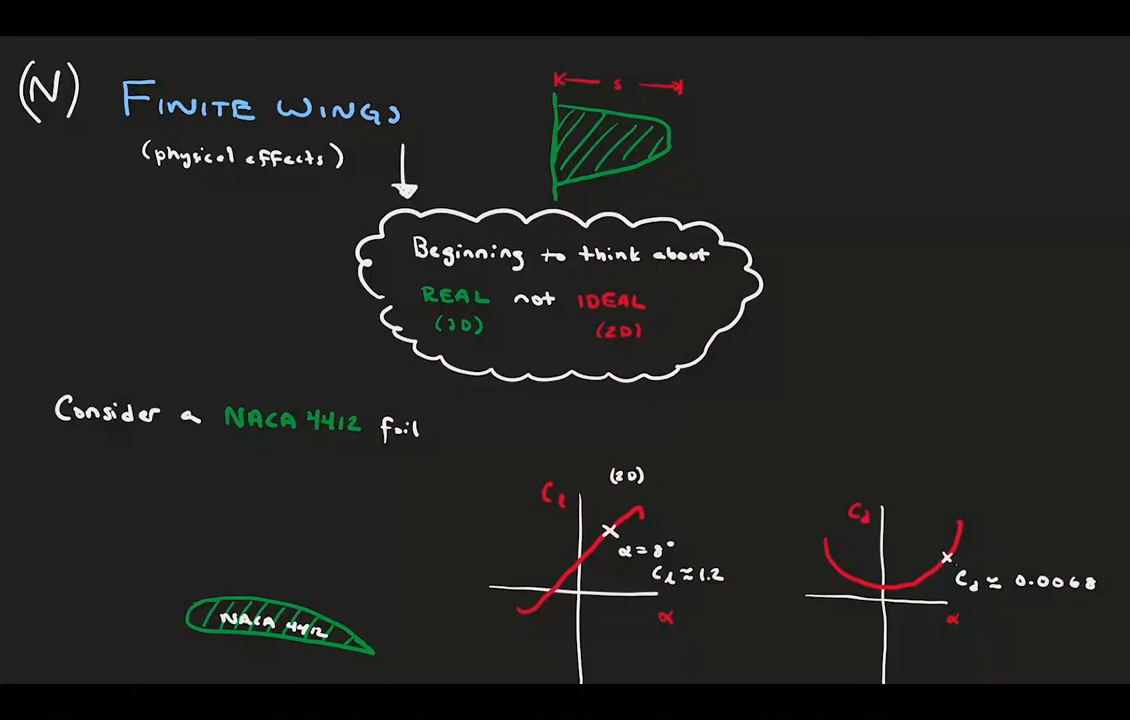 (N) FINITE WINGS
(physical effects)
s
Beginning to think about
REAL not IDEAL
(3D) (2D)
Consider a NACA 4412 foil
NACA 4412
(2D)
Cl
α = 8°
Cl ≈ 1.2
α
Cd
Cd ≈ 0.0068
α